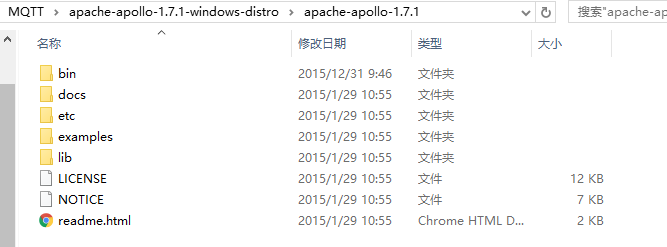 MQTT › apache-apollo-1.7.1-windows-distro › apache-apollo-1.7.1 搜索"apache-ap
名称 修改日期 类型 大小
bin 2015/12/31 9:46 文件夹
docs 2015/1/29 10:55 文件夹
etc 2015/1/29 10:55 文件夹
examples 2015/1/29 10:55 文件夹
lib 2015/1/29 10:55 文件夹
LICENSE 2015/1/29 10:55 文件 12 KB
NOTICE 2015/1/29 10:55 文件 7 KB
readme.html 2015/1/29 10:55 Chrome HTML D... 2 KB